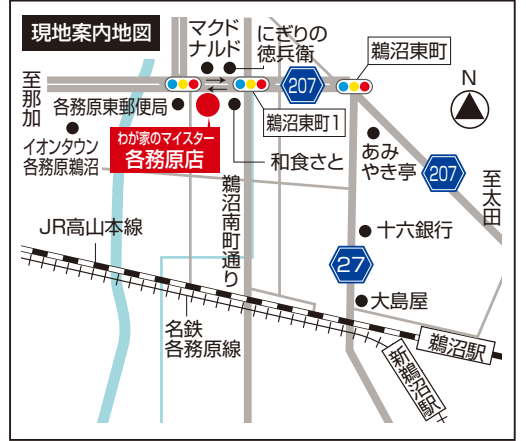 現地案内地図
マクド
ナルド
にぎりの
徳兵衛
鵜沼東町
至那加
207
N
各務原東郵便局
鵜沼東町1
イオンタウン
各務原鵜沼
わが家のマイスター
各務原店
和食さと
あみ
やき亭
207
至太田
鵜沼南町通り
JR高山本線
十六銀行
27
大島屋
名鉄
各務原線
鵜沼駅
新鵜沼駅